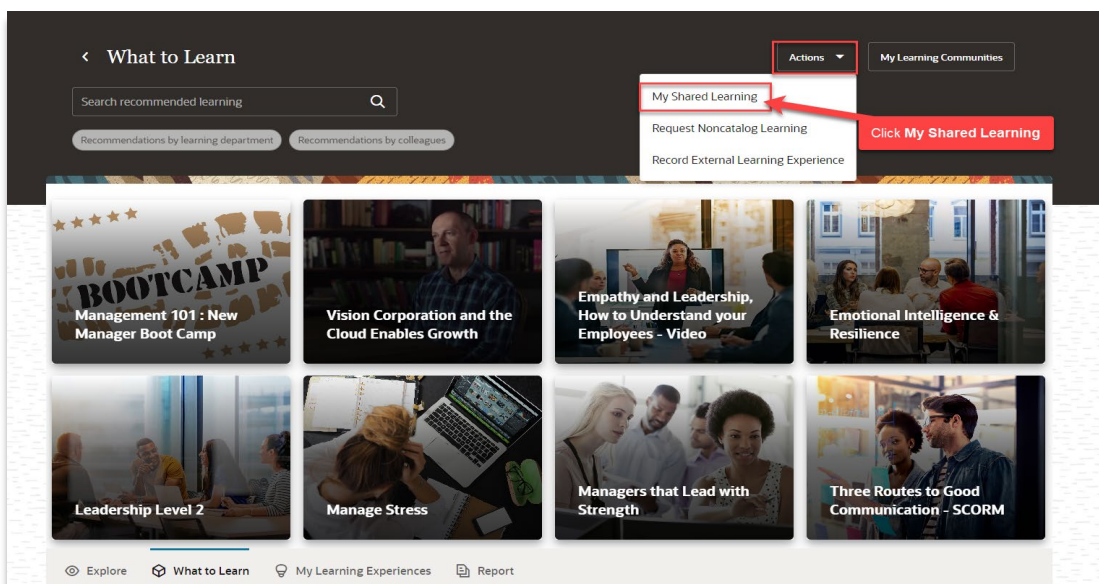 What to Learn
Actions
My Learning Communities
Search recommended learning
Recommendations by learning department
Recommendations by colleagues
My Shared Learning
Request Noncatalog Learning
Record External Learning Experience
Click My Shared Learning
BOOTCAMP
Management 101 : New
Manager Boot Camp
Vision Corporation and the
Cloud Enables Growth
Empathy and Leadership,
How to Understand your
Employees - Video
Emotional Intelligence &
Resilience
Leadership Level 2
Manage Stress
Managers that Lead with
Strength
Three Routes to Good
Communication - SCORM
Explore
What to Learn
My Learning Experiences
Report